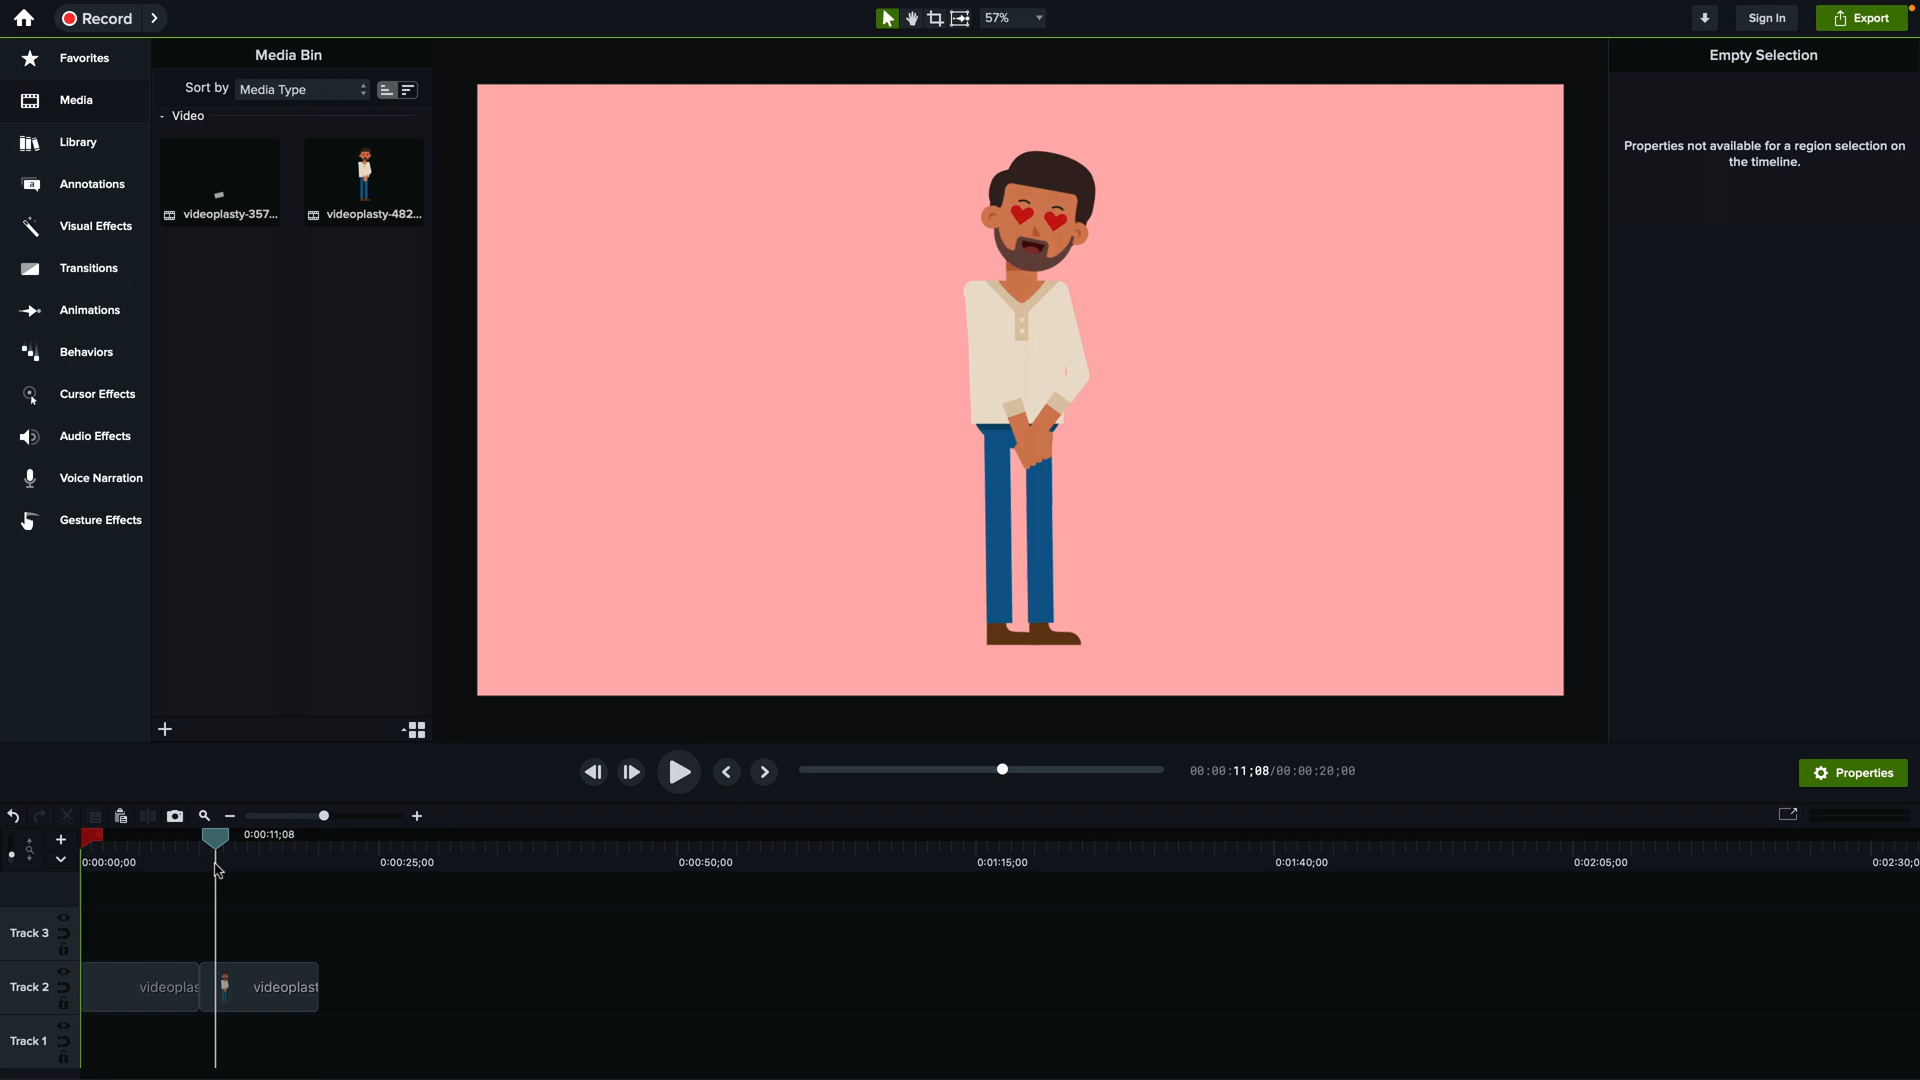 Record
57%
Sign In
Export
Favorites
Media Bin
Empty Selection
Sort by Media Type
Media
Video
Properties not available for a region selection on
the timeline.
Library
Annotations
videoplasty-357...
videoplasty-482...
Visual Effects
Transitions
Animations
Behaviors
Cursor Effects
Audio Effects
Voice Narration
Gesture Effects
00:00:11;08/00:00:20;00
Properties
0:00:11;08
0:00:00;00
0:00:25;00
0:00:50;00
0:01:15;00
0:01:40;00
0:02:05;00
0:02:30;0
Track 3
Track 2
videoplas
videoplast
Track 1